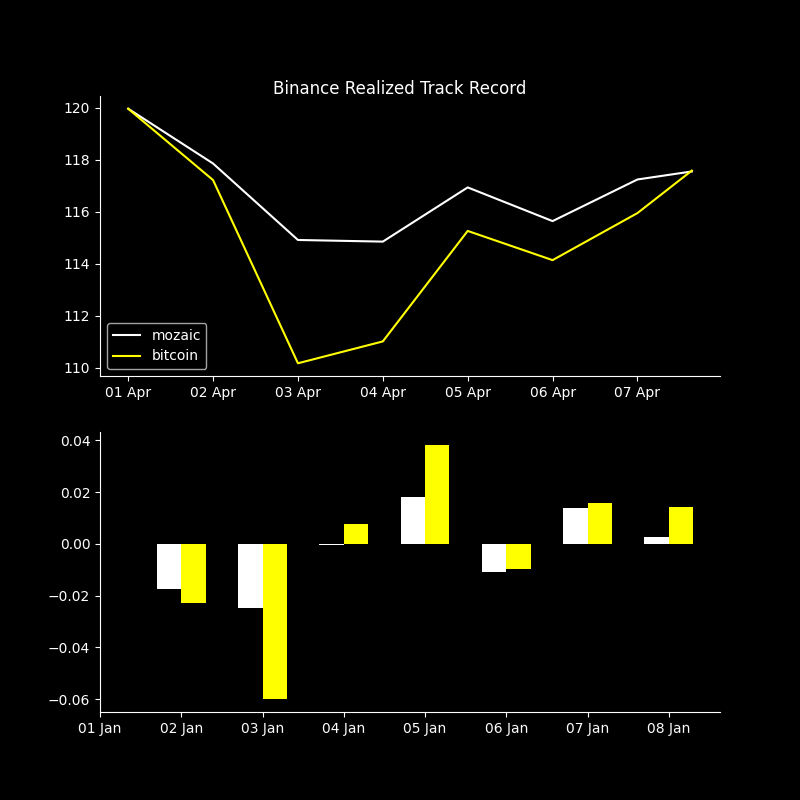 Binance Realized Track Record
120
118
116
114
112
110
mozaic
bitcoin
01 Apr 02 Apr 03 Apr 04 Apr 05 Apr 06 Apr 07 Apr
0.04
0.02
0.00
−0.02
−0.04
−0.06
01 Jan 02 Jan 03 Jan 04 Jan 05 Jan 06 Jan 07 Jan 08 Jan